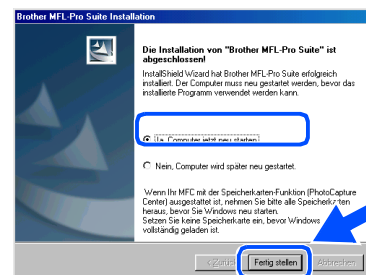 Brother MFL-Pro Suite Installation
Die Installation von "Brother MFL-Pro Suite" ist
abgeschlossen!
InstallShield Wizard hat Brother MFL-Pro Suite erfolgreich
installiert. Der Computer muss neu gestartet werden, bevor das
installierte Programm verwendet werden kann.
Ja, Computer jetzt neu starten.
Nein, Computer wird später neu gestartet.
Wenn Ihr MFC mit der Speicherkarten-Funktion (PhotoCapture
Center) ausgestattet ist, nehmen Sie bitte alle Speicherkarten
heraus, bevor Sie Windows neu starten.
Setzen Sie keine Speicherkarte ein, bevor Windows
vollständig geladen ist.
< Zurück Fertig stellen Abbrechen